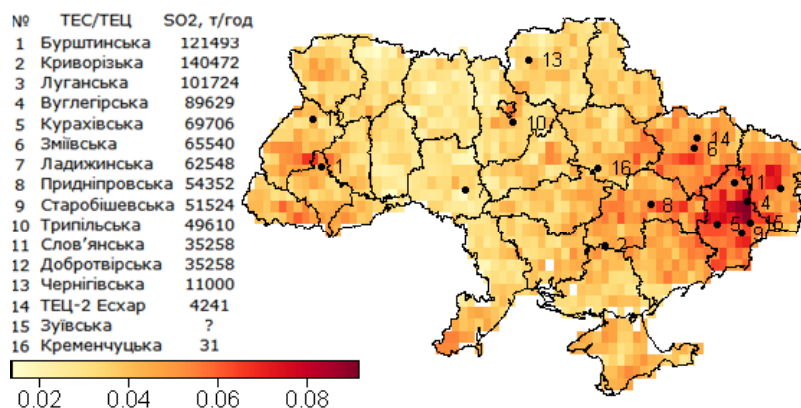 № ТЕС/ТЕЦ SO2, т/год
1 Бурштинська 121493
2 Криворізька 140472
3 Луганська 101724
4 Вуглегірська 89629
5 Курахівська 69706
6 Зміївська 65540
7 Ладижинська 62548
8 Придніпровська 54352
9 Старобішевська 51524
10 Трипільська 49610
11 Слов’янська 35258
12 Добротвірська 35258
13 Чернігівська 11000
14 ТЕЦ-2 Есхар 4241
15 Зуївська ?
16 Кременчуцька 31
0.02 0.04 0.06 0.08
13
10
14
6
1
16
11
8
4
5
9
2